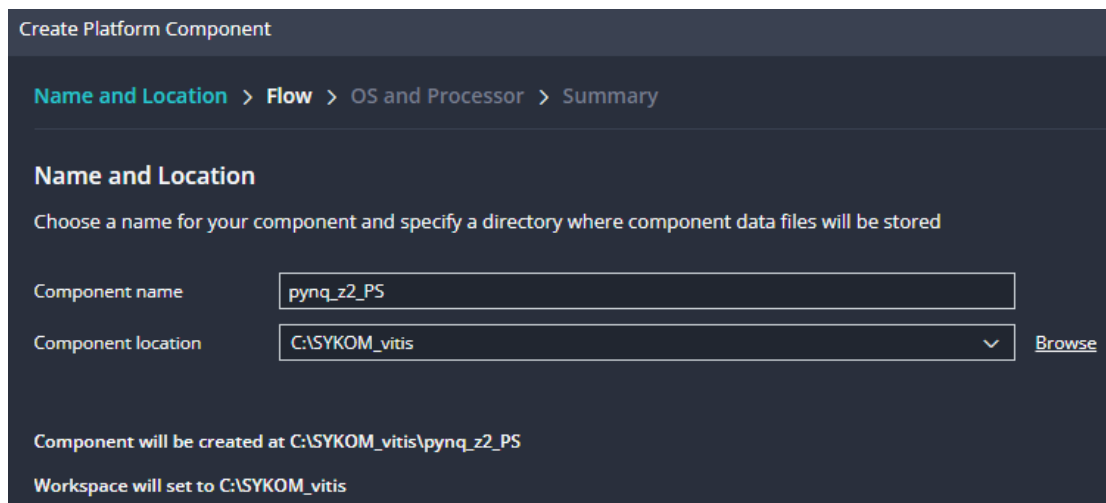 Create Platform Component
Name and Location > Flow > OS and Processor > Summary
Name and Location
Choose a name for your component and specify a directory where component data files will be stored
Component name pynq_z2_PS
Component location C:\SYKOM_vitis Browse
Component will be created at C:\SYKOM_vitis\pynq_z2_PS
Workspace will set to C:\SYKOM_vitis